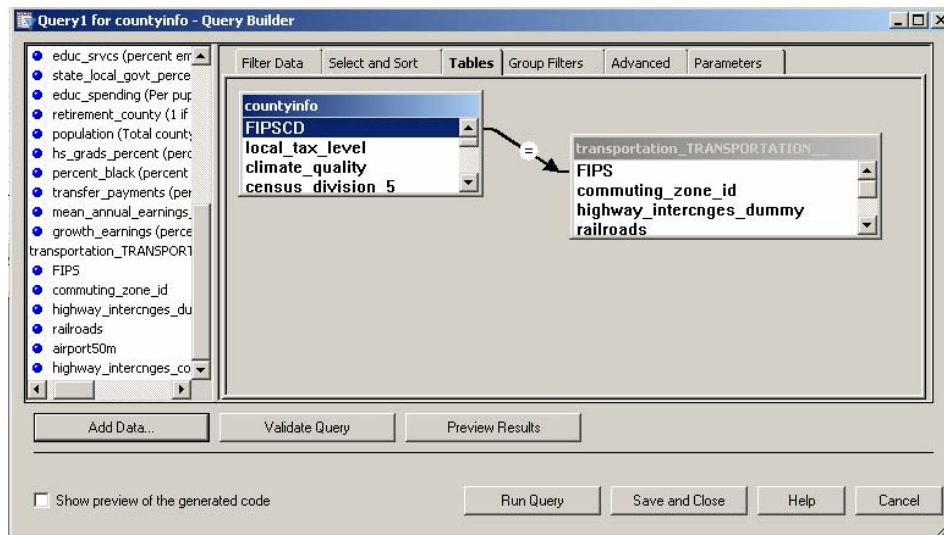 Query1 for countyinfo - Query Builder
educ_srvcs (percent em
state_local_govt_perce
educ_spending (Per pup
retirement_county (1 if
population (Total county
hs_grads_percent (perc
percent_black (percent
transfer_payments (per
mean_annual_earnings_
growth_earnings (perce
transportation_TRANSPORT
FIPS
commuting_zone_id
highway_intercnges_du
railroads
airport50m
highway_intercnges_co
Filter Data
Select and Sort
Tables
Group Filters
Advanced
Parameters
countyinfo
FIPSCD
local_tax_level
climate_quality
census_division_5
=
transportation_TRANSPORTATION__
FIPS
commuting_zone_id
highway_intercnges_dummy
railroads
Add Data...
Validate Query
Preview Results
Show preview of the generated code
Run Query
Save and Close
Help
Cancel